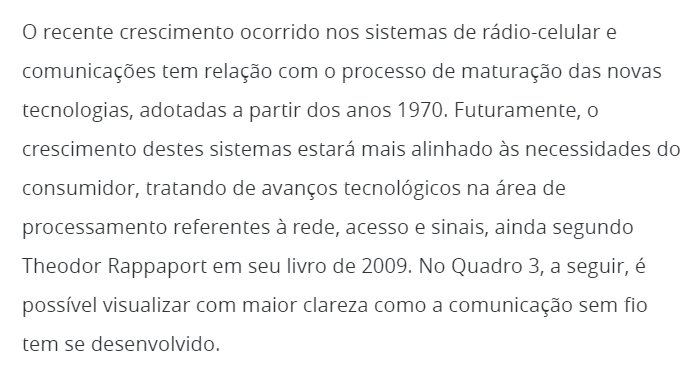 O recente crescimento ocorrido nos sistemas de rádio-celular e
comunicações tem relação com o processo de maturação das novas
tecnologias, adotadas a partir dos anos 1970. Futuramente, o
crescimento destes sistemas estará mais alinhado às necessidades do
consumidor, tratando de avanços tecnológicos na área de
processamento referentes à rede, acesso e sinais, ainda segundo
Theodor Rappaport em seu livro de 2009. No Quadro 3, a seguir, é
possível visualizar com maior clareza como a comunicação sem fio
tem se desenvolvido.